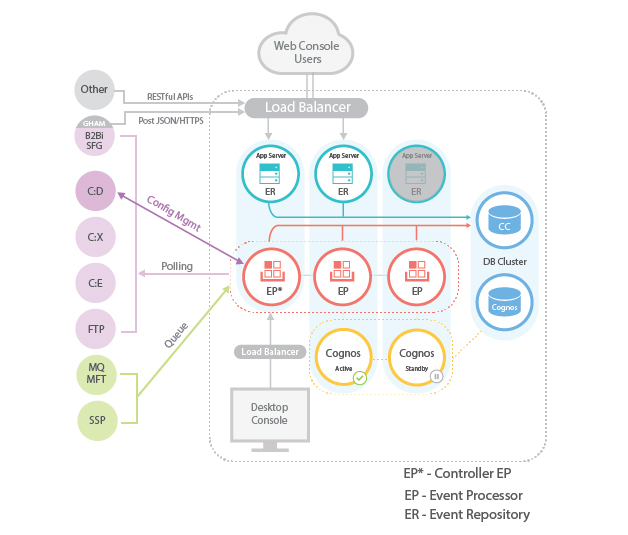 Web Console
Users
Other
RESTful APIs
Load Balancer
GHAM
Post JSON/HTTPS
B2Bi
SFG
App Server
ER
App Server
ER
App Server
ER
C:D
Config Mgmt
CC
C:X
Polling
DB Cluster
C:E
EP*
EP
EP
Cognos
FTP
Queue
Load Balancer
Cognos
Active
Cognos
Standby
MQ
MFT
SSP
Desktop
Console
EP* - Controller EP
EP - Event Processor
ER - Event Repository